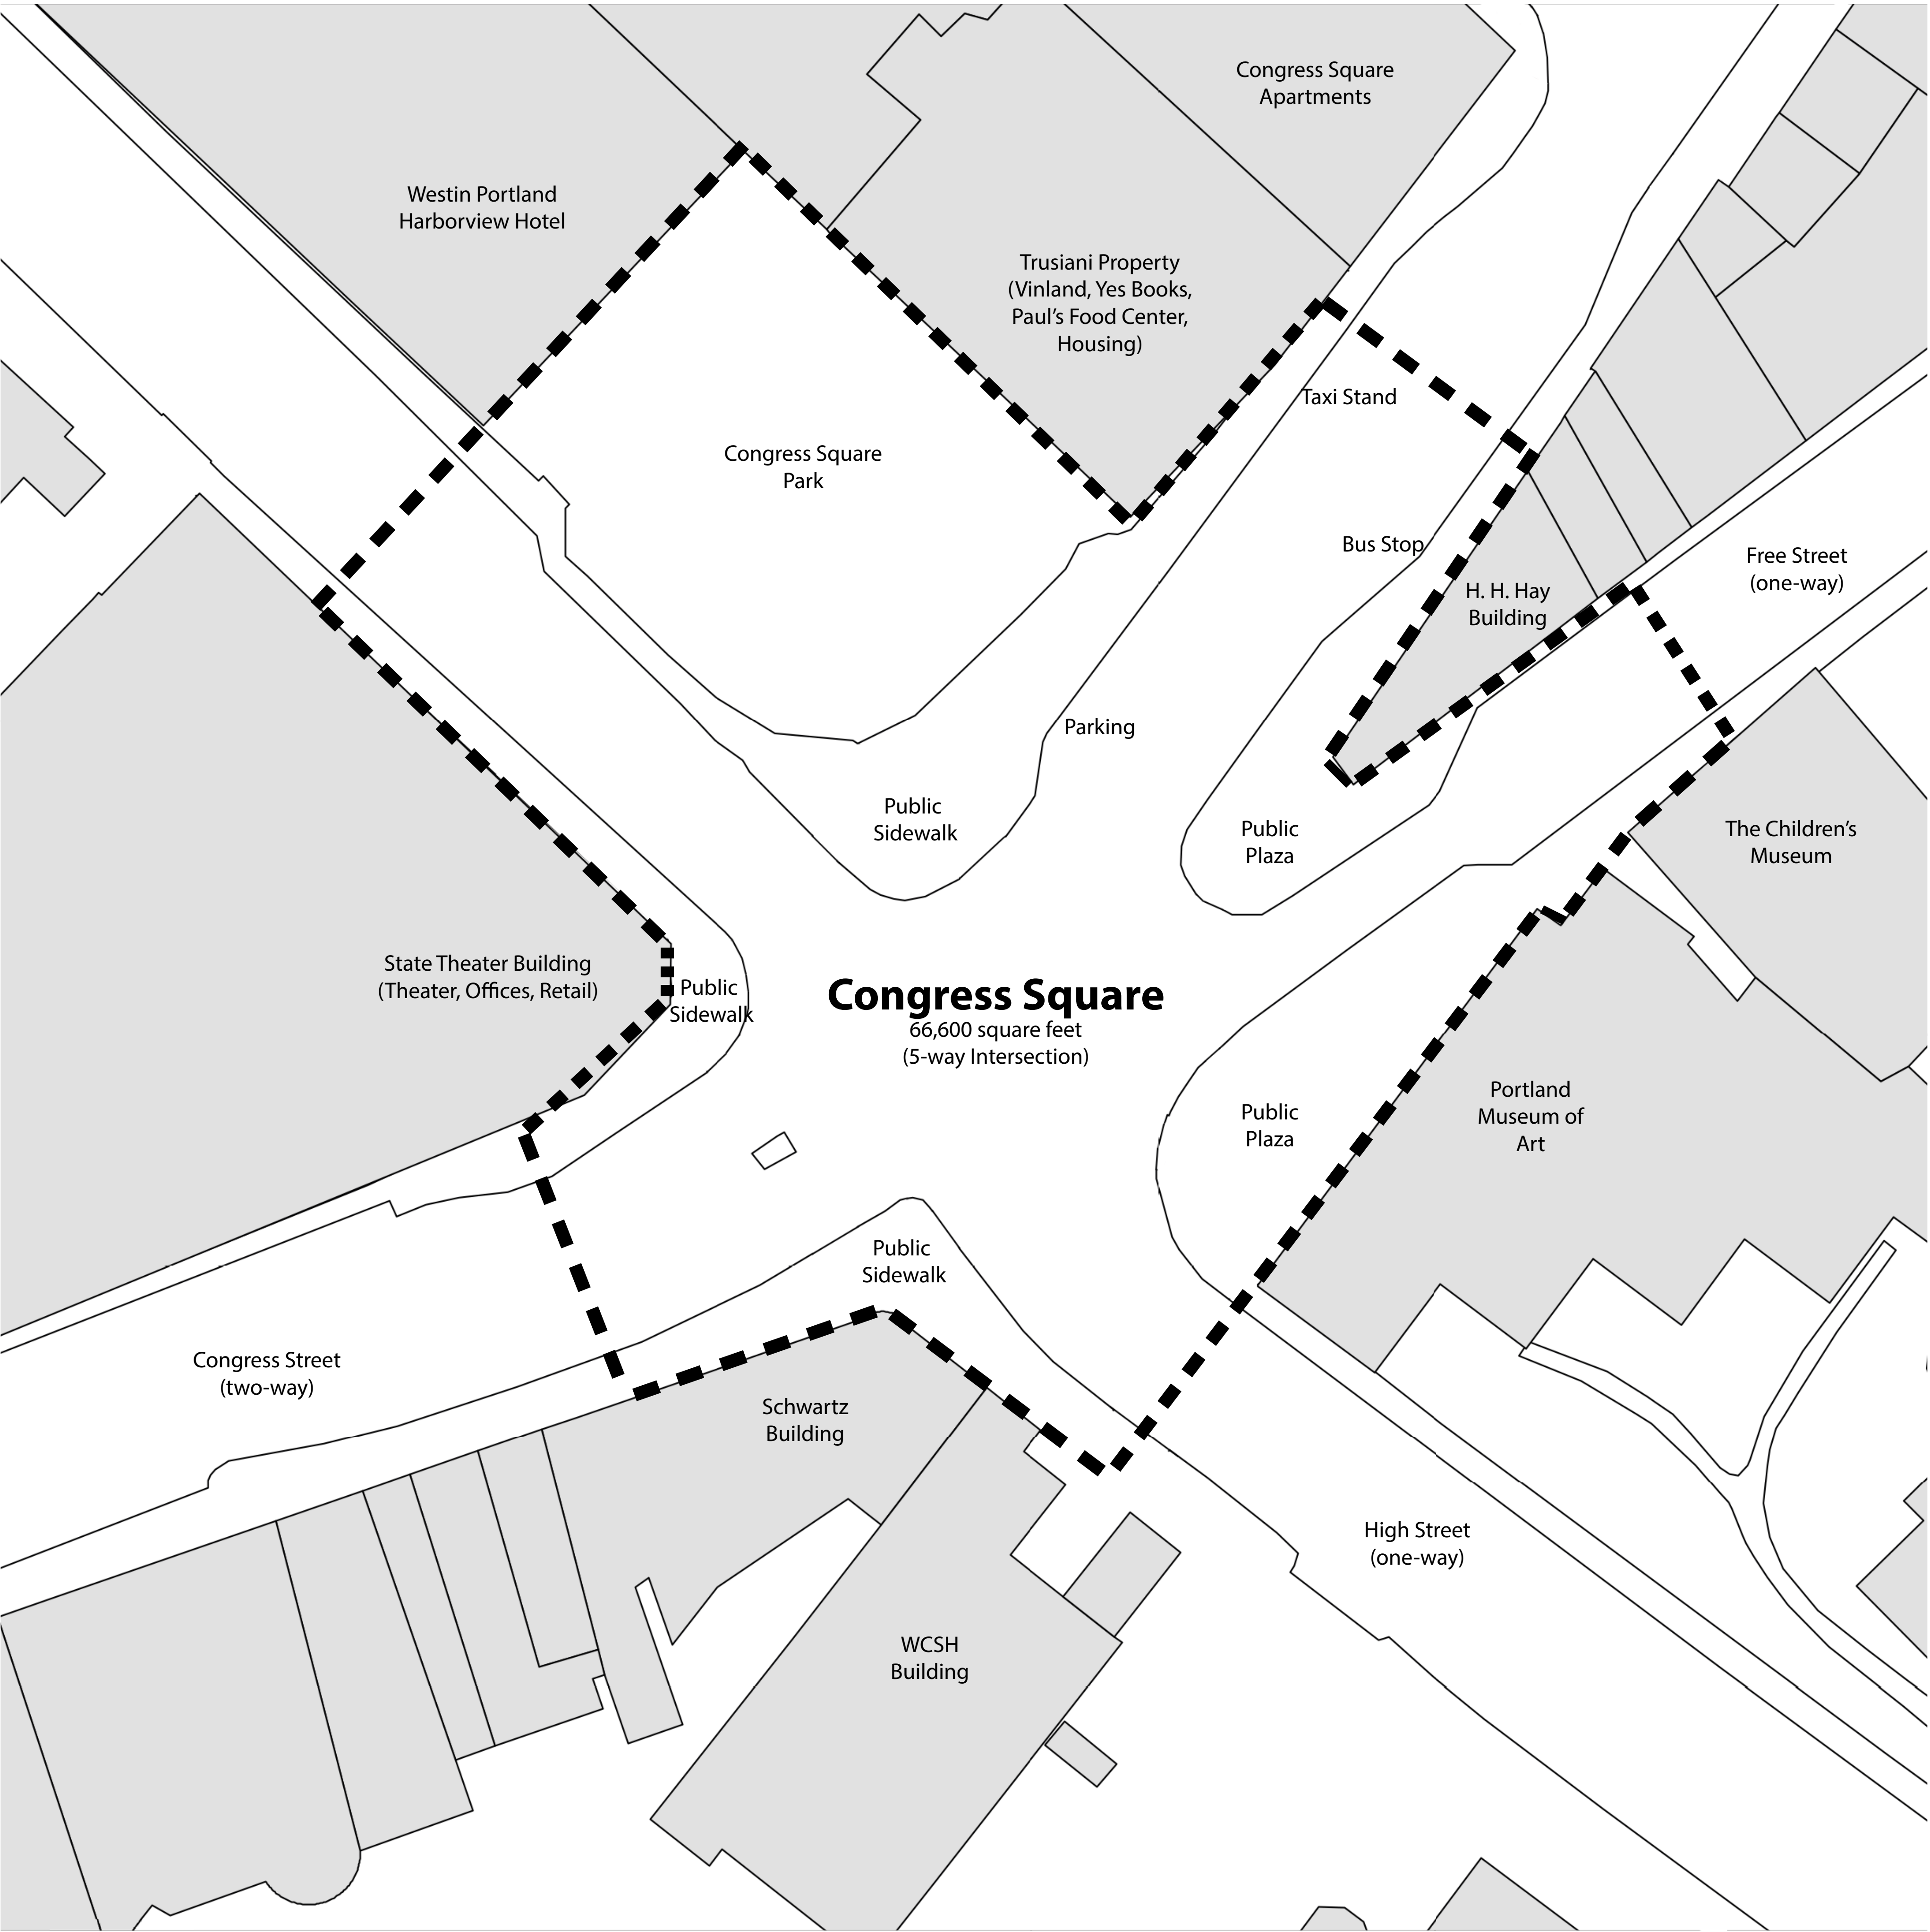 Congress Square
Apartments
Westin Portland
Harborview Hotel
Trusiani Property
(Vinland, Yes Books,
Paul’s Food Center,
Housing)
Taxi Stand
Congress Square
Park
Bus Stop
Free Street
(one-way)
H. H. Hay
Building
Parking
Public
Sidewalk
Public
Plaza
The Children’s
Museum
State Theater Building
(Theater, Offices, Retail)
Public
Sidewalk
Congress Square
66,600 square feet
(5-way Intersection)
Public
Plaza
Portland
Museum of
Art
Public
Sidewalk
Congress Street
(two-way)
Schwartz
Building
High Street
(one-way)
WCSH
Building